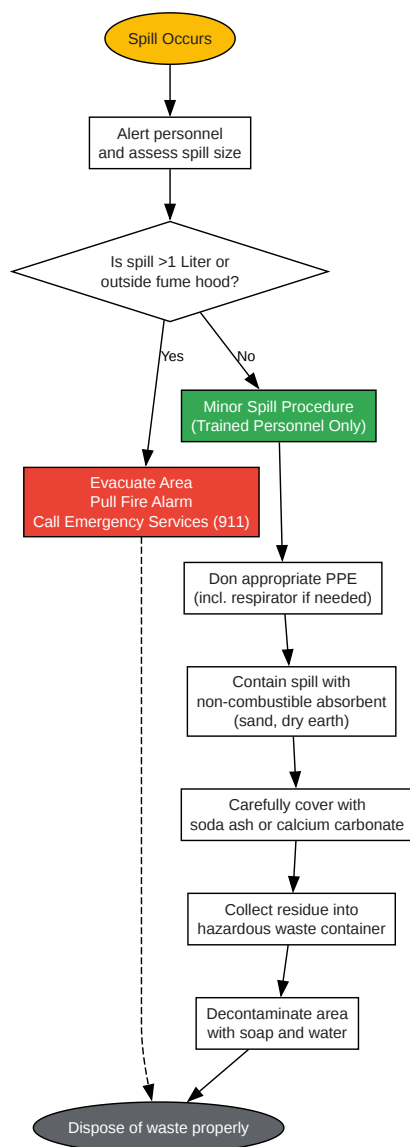 Spill Occurs
Alert personnel
and assess spill size
Is spill >1 Liter or
outside fume hood?
Yes
No
Minor Spill Procedure
(Trained Personnel Only)
Evacuate Area
Pull Fire Alarm
Call Emergency Services (911)
Don appropriate PPE
(incl. respirator if needed)
Contain spill with
non-combustible absorbent
(sand, dry earth)
Carefully cover with
soda ash or calcium carbonate
Collect residue into
hazardous waste container
Decontaminate area
with soap and water
Dispose of waste properly